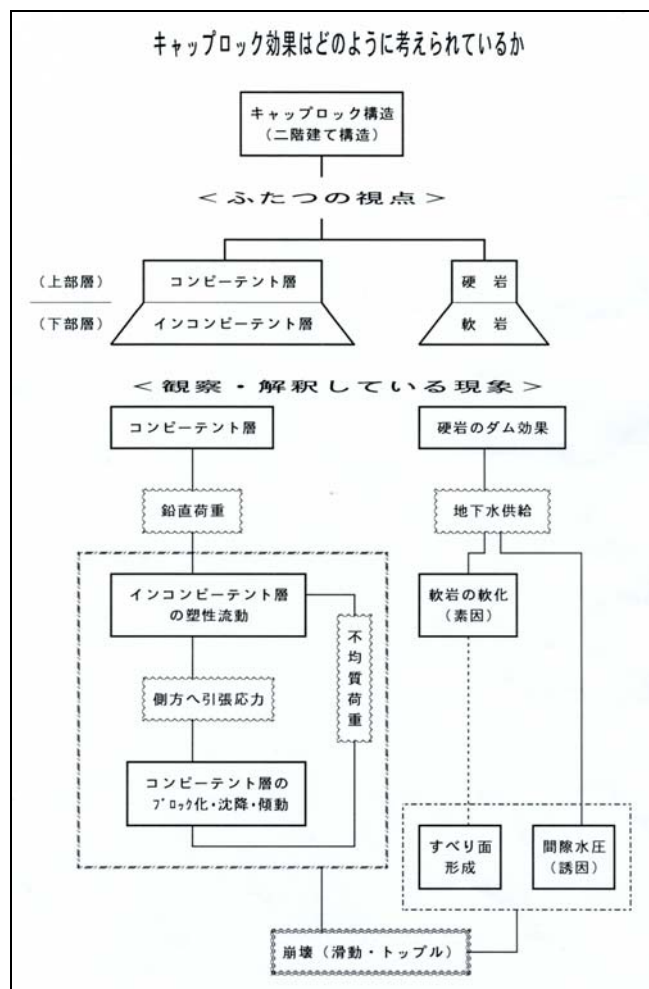 キャップロック効果はどのように考えられているか
キャップロック構造
(二階建て構造)
<ふたつの視点>
(上部層)
コンピーテント層
硬 岩
(下部層)
インコンピーテント層
軟 岩
<観察・解釈している現象>
コンピーテント層
硬岩のダム効果
鉛直荷重
地下水供給
インコンピーテント層
の塑性流動
軟岩の軟化
(素因)
不均質荷重
側方へ引張応力
コンピーテント層の
ブロック化・沈降・傾動
すべり面
形成
間隙水圧
(誘因)
崩壊(滑動・トップル)